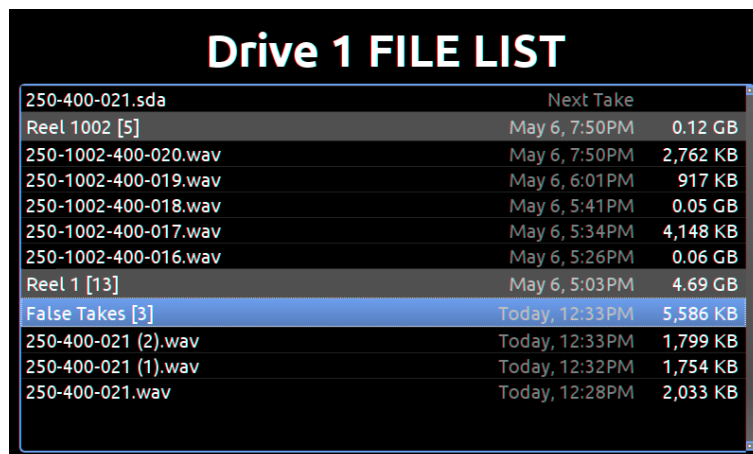 Drive 1 FILE LIST
250-400-021.sda Next Take
Reel 1002 [5] May 6, 7:50PM 0.12 GB
250-1002-400-020.wav May 6, 7:50PM 2,762 KB
250-1002-400-019.wav May 6, 6:01PM 917 KB
250-1002-400-018.wav May 6, 5:41PM 0.05 GB
250-1002-400-017.wav May 6, 5:34PM 4,148 KB
250-1002-400-016.wav May 6, 5:26PM 0.06 GB
Reel 1 [13] May 6, 5:03PM 4.69 GB
False Takes [3] Today, 12:33PM 5,586 KB
250-400-021 (2).wav Today, 12:33PM 1,799 KB
250-400-021 (1).wav Today, 12:32PM 1,754 KB
250-400-021.wav Today, 12:28PM 2,033 KB